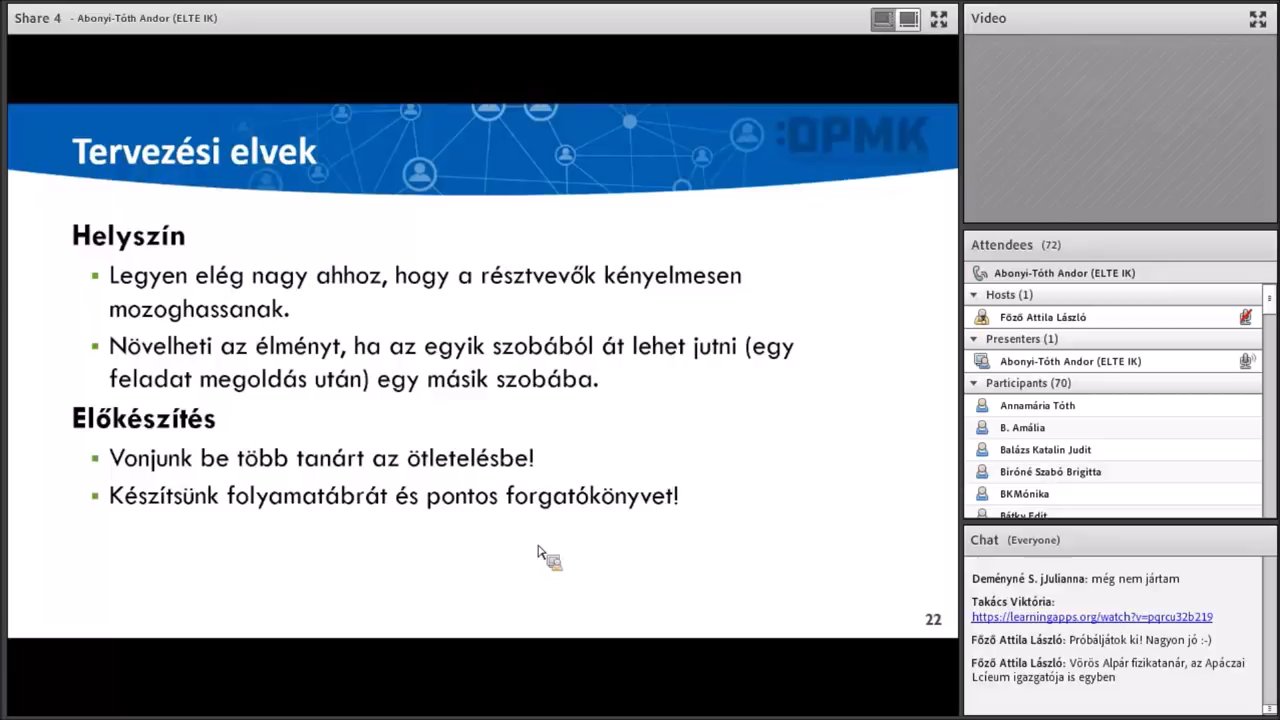 Share 4 - Abonyi-Tóth Andor (ELTE IK)
:OPMK
Tervezési elvek
Helyszín
▪ Legyen elég nagy ahhoz, hogy a résztvevők kényelmesen
mozoghassanak.
▪ Növelheti az élményt, ha az egyik szobából át lehet jutni (egy
feladat megoldás után) egy másik szobába.
Előkészítés
▪ Vonjunk be több tanárt az ötletelésbe!
▪ Készítsünk folyamatábrát és pontos forgatókönyvet!
22
Video
Attendees (72)
Abonyi-Tóth Andor (ELTE IK)
Hosts (1)
Főző Attila László
Presenters (1)
Abonyi-Tóth Andor (ELTE IK)
Participants (70)
Annamária Tóth
B. Amália
Balázs Katalin Judit
Bíróné Szabó Brigitta
BKMónika
Bátky Edit
Chat (Everyone)
Deményné S. jJulianna: még nem jártam
Takács Viktória:
https://learningapps.org/watch?v=pqrcu32b219
Főző Attila László: Próbáljátok ki! Nagyon jó :-)
Főző Attila László: Vörös Alpár fizikatanár, az Apáczai
Lcíeum igazgatója is egyben